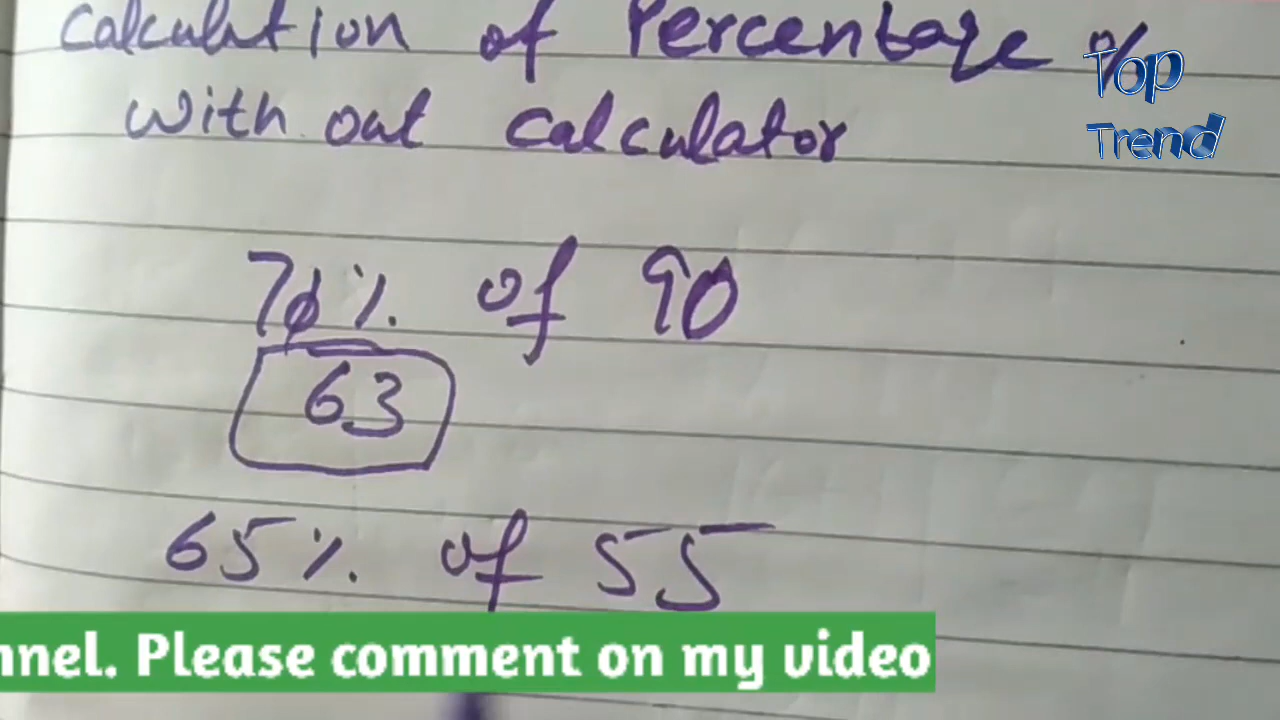 Calculation of Percentage %
with out Calculator
Top
Trend
70% of 90
63
65% of 55
nnel. Please comment on my video